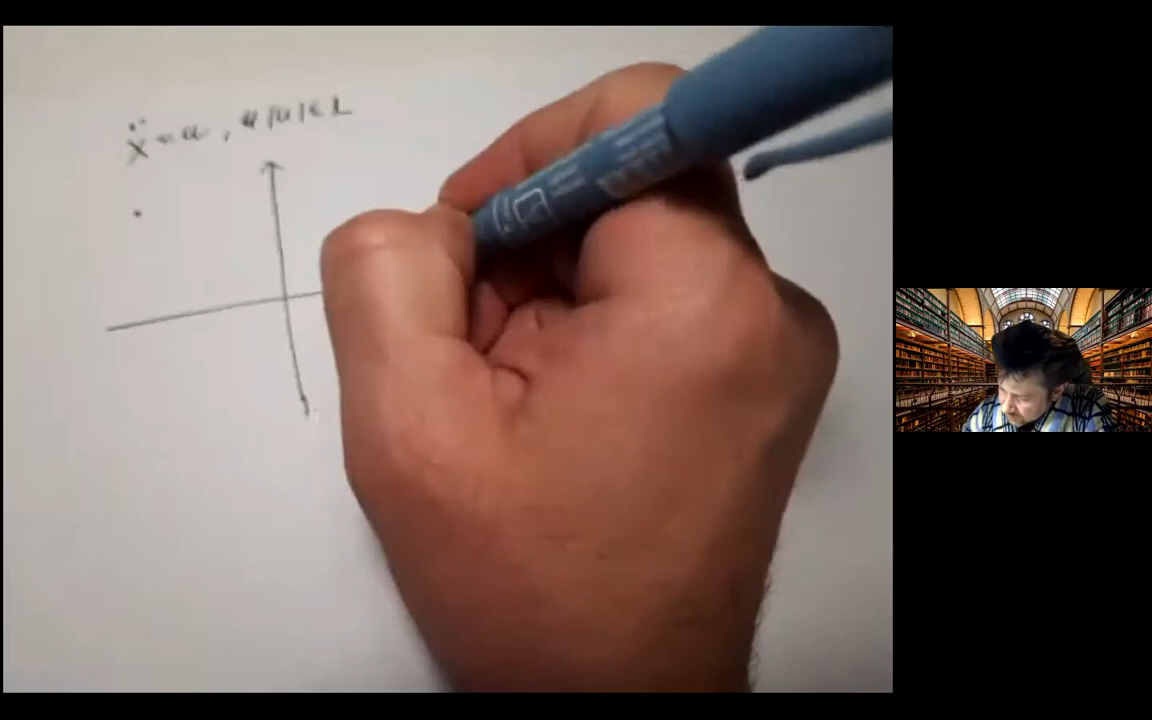 ẍ = u, |u| ≤ 1